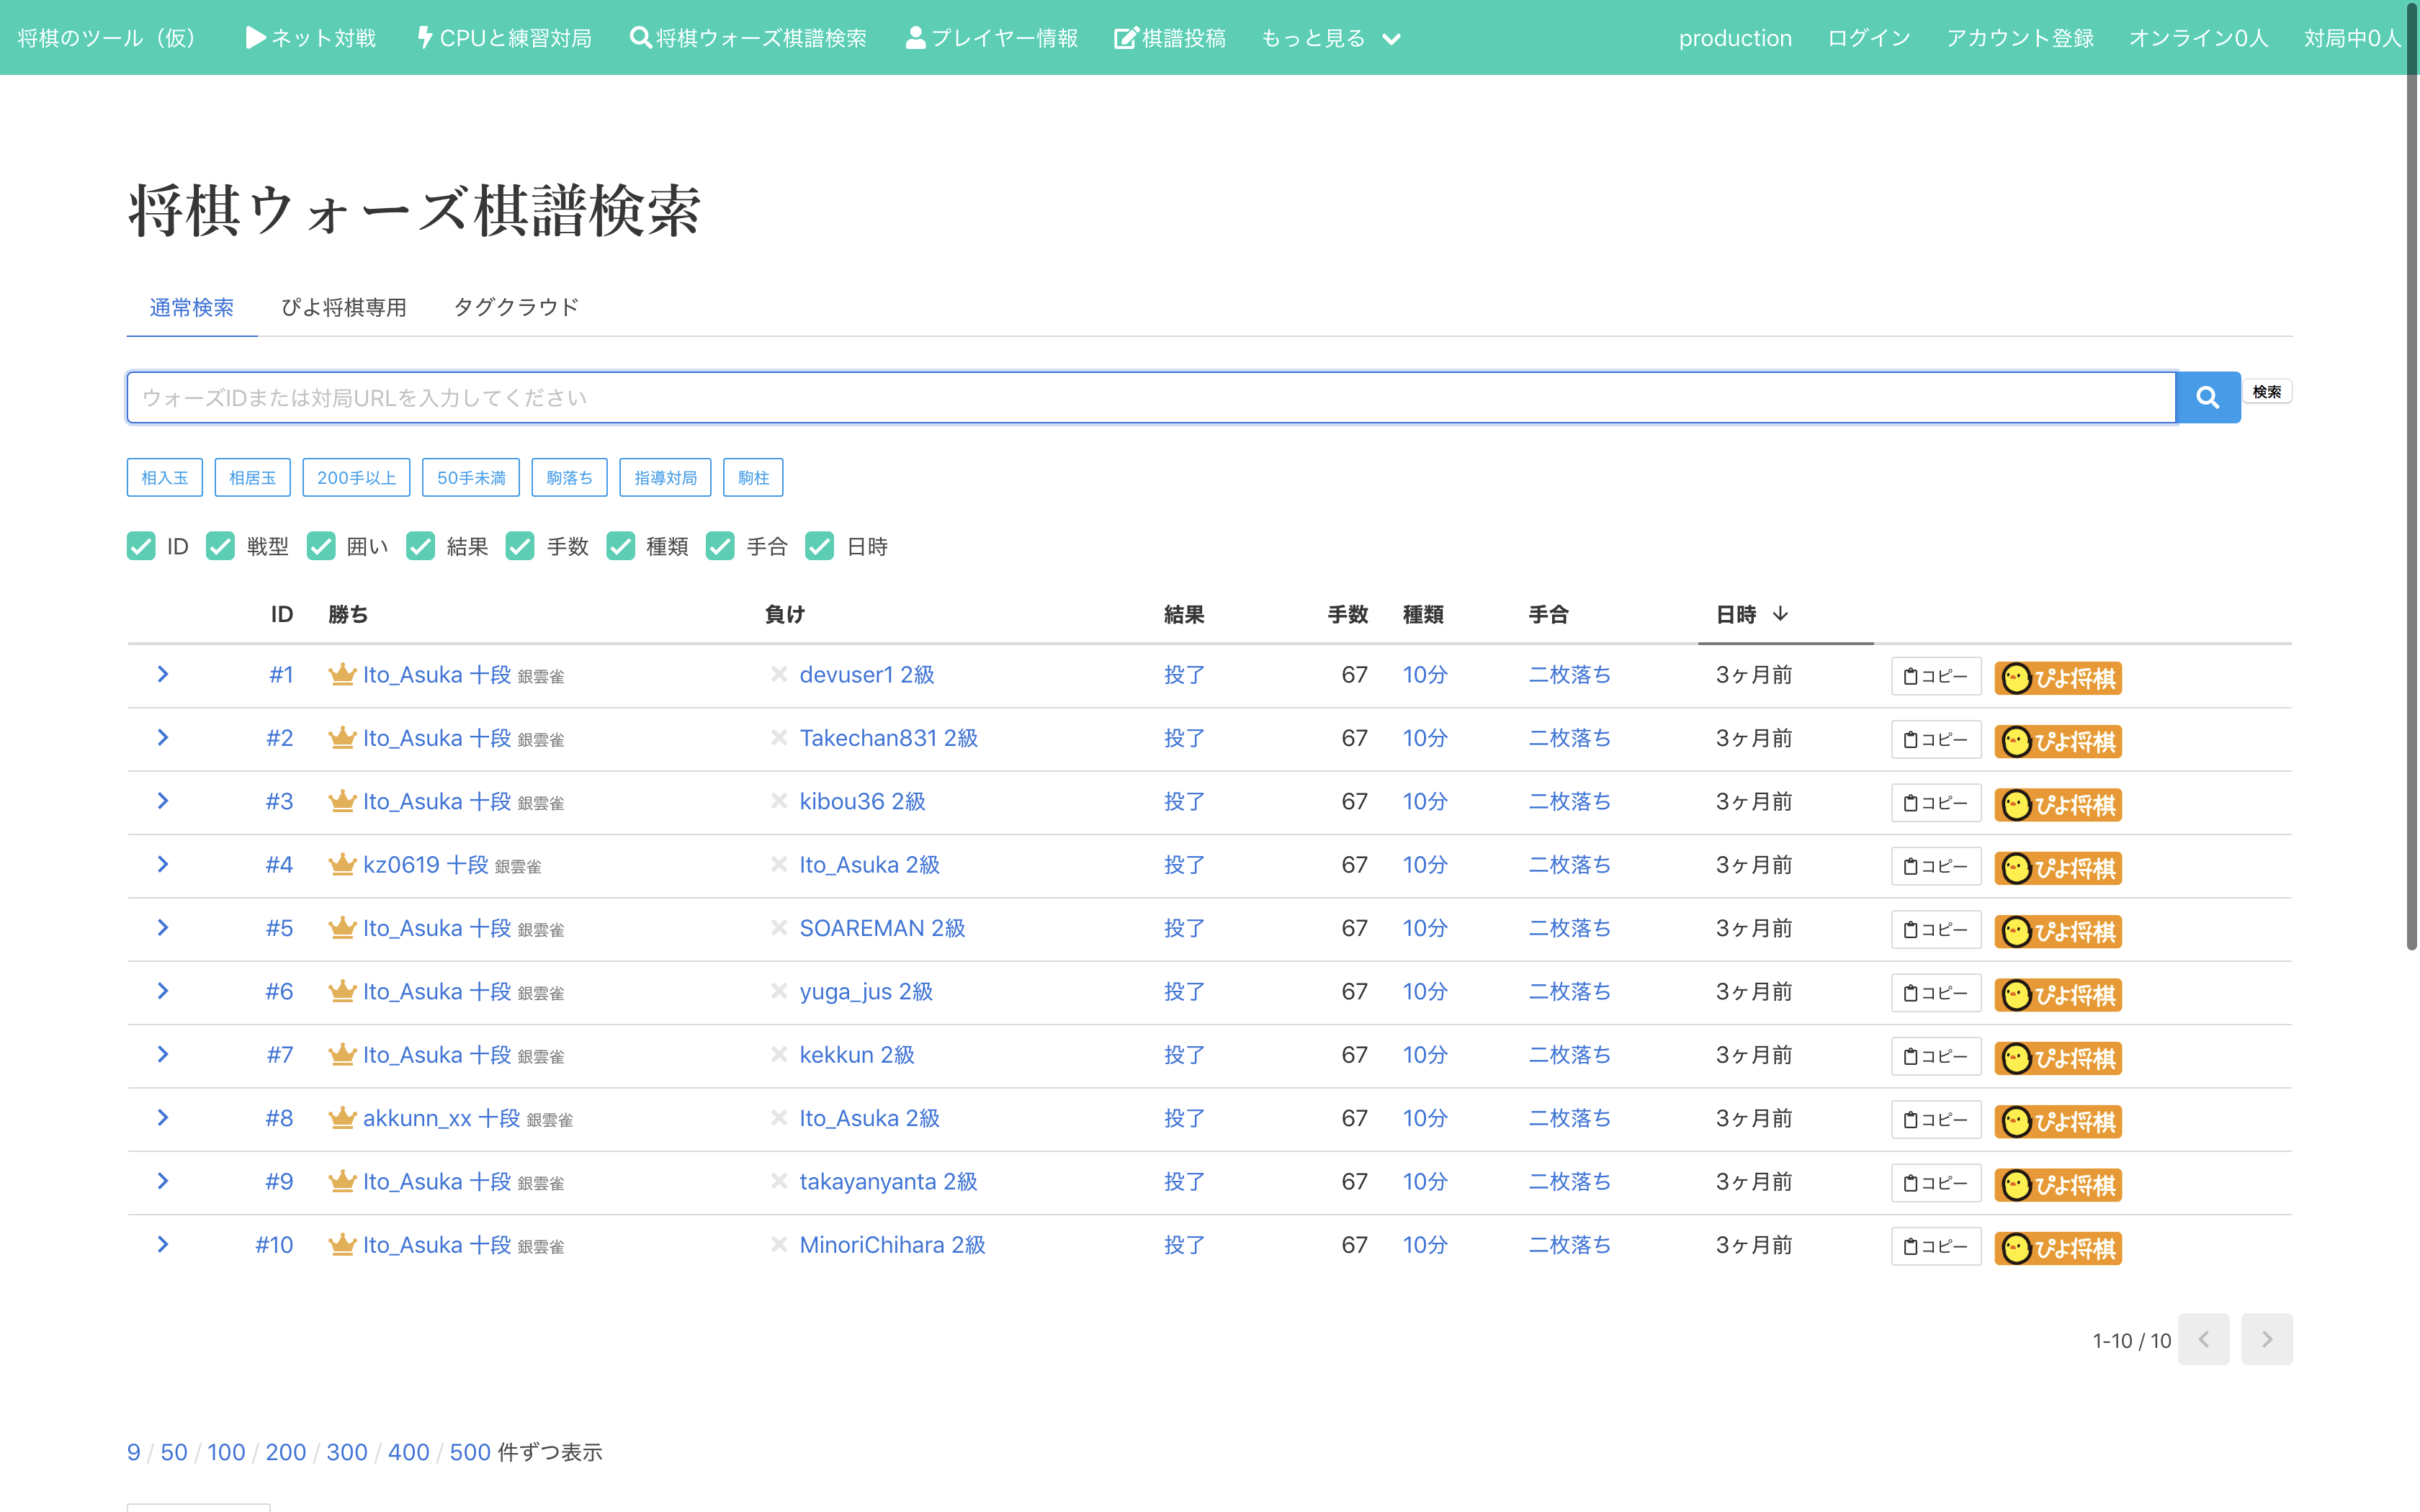 将棋のツール（仮） ネット対戦 CPUと練習対局 将棋ウォーズ棋譜検索 プレイヤー情報 棋譜投稿 もっと見る production ログイン アカウント登録 オンライン0人 対局中0人
将棋ウォーズ棋譜検索
通常検索 ぴよ将棋専用 タグクラウド
ウォーズIDまたは対局URLを入力してください 検索
相入玉 相居玉 200手以上 50手未満 駒落ち 指導対局 駒柱
ID 戦型 囲い 結果 手数 種類 手合 日時
ID 勝ち 負け 結果 手数 種類 手合 日時
#1 Ito_Asuka 十段 銀雲雀 devuser1 2級 投了 67 10分 二枚落ち 3ヶ月前 コピー ぴよ将棋
#2 Ito_Asuka 十段 銀雲雀 Takechan831 2級 投了 67 10分 二枚落ち 3ヶ月前 コピー ぴよ将棋
#3 Ito_Asuka 十段 銀雲雀 kibou36 2級 投了 67 10分 二枚落ち 3ヶ月前 コピー ぴよ将棋
#4 kz0619 十段 銀雲雀 Ito_Asuka 2級 投了 67 10分 二枚落ち 3ヶ月前 コピー ぴよ将棋
#5 Ito_Asuka 十段 銀雲雀 SOAREMAN 2級 投了 67 10分 二枚落ち 3ヶ月前 コピー ぴよ将棋
#6 Ito_Asuka 十段 銀雲雀 yuga_jus 2級 投了 67 10分 二枚落ち 3ヶ月前 コピー ぴよ将棋
#7 Ito_Asuka 十段 銀雲雀 kekkun 2級 投了 67 10分 二枚落ち 3ヶ月前 コピー ぴよ将棋
#8 akkunn_xx 十段 銀雲雀 Ito_Asuka 2級 投了 67 10分 二枚落ち 3ヶ月前 コピー ぴよ将棋
#9 Ito_Asuka 十段 銀雲雀 takayanyanta 2級 投了 67 10分 二枚落ち 3ヶ月前 コピー ぴよ将棋
#10 Ito_Asuka 十段 銀雲雀 MinoriChihara 2級 投了 67 10分 二枚落ち 3ヶ月前 コピー ぴよ将棋
1-10 / 10
9 / 50 / 100 / 200 / 300 / 400 / 500 件ずつ表示